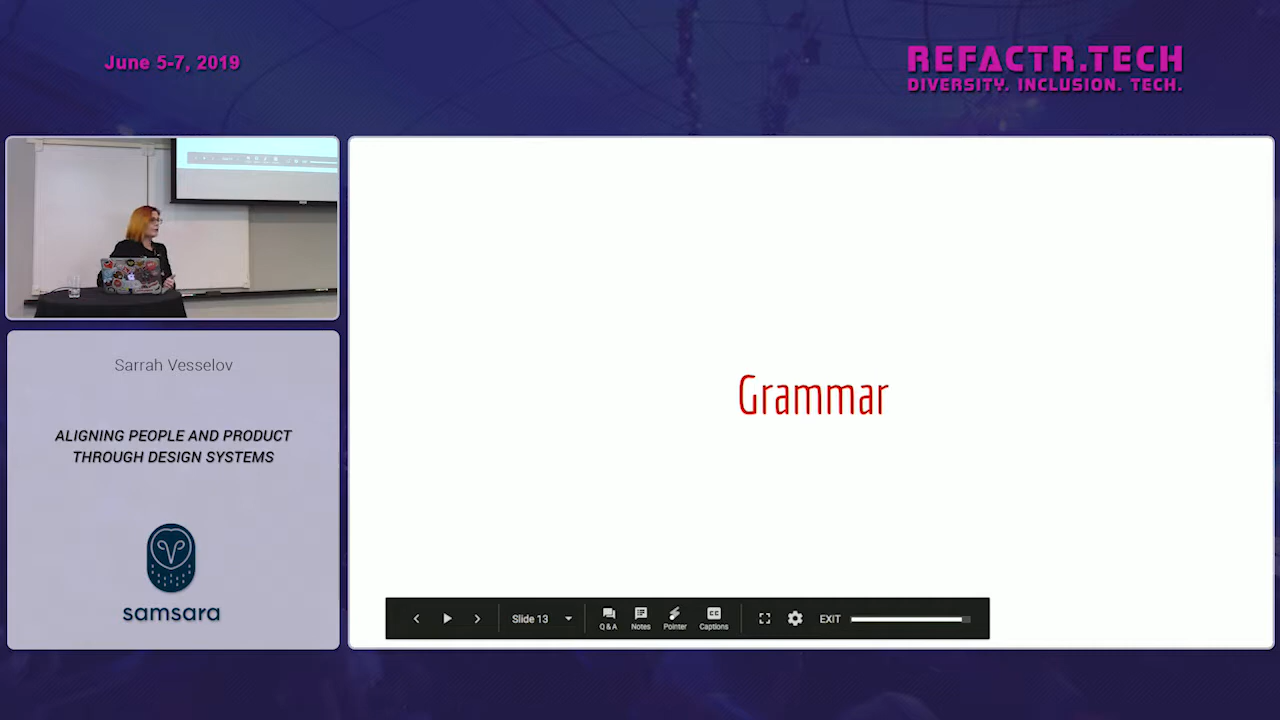 June 5-7, 2019
REFACTR.TECH
DIVERSITY. INCLUSION. TECH.
Sarrah Vesselov
ALIGNING PEOPLE AND PRODUCT
THROUGH DESIGN SYSTEMS
samsara
Grammar
Slide 13
Q & A
Notes
Pointer
CC
Captions
EXIT